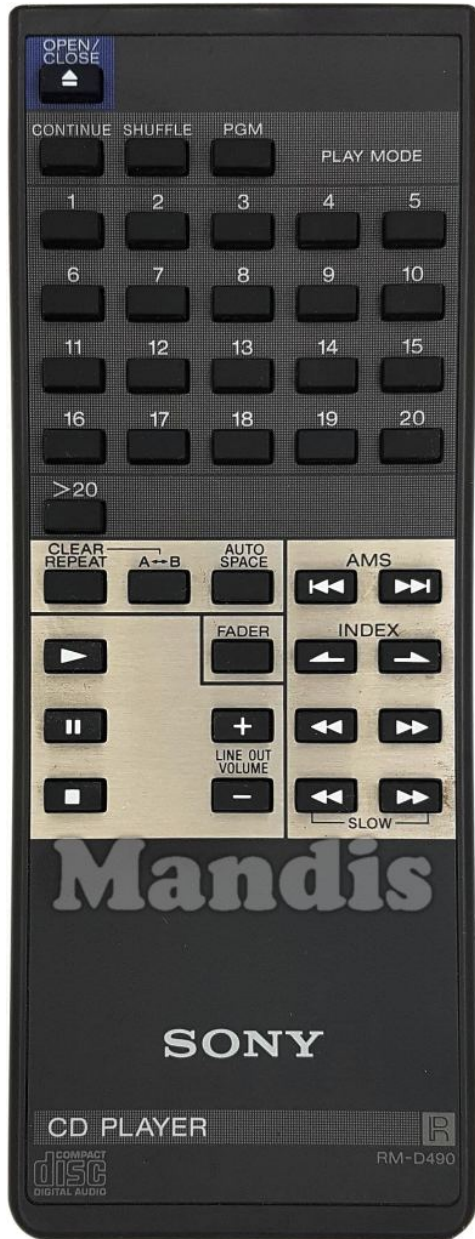 OPEN/
CLOSE
CONTINUE SHUFFLE PGM
PLAY MODE
1 2 3 4 5
6 7 8 9 10
11 12 13 14 15
16 17 18 19 20
>20
CLEAR
REPEAT A↔B AUTO
SPACE
AMS
FADER
INDEX
+
LINE OUT
VOLUME
−
SLOW
Mandis
SONY
CD PLAYER R
RM-D490
COMPACT
disc
DIGITAL AUDIO